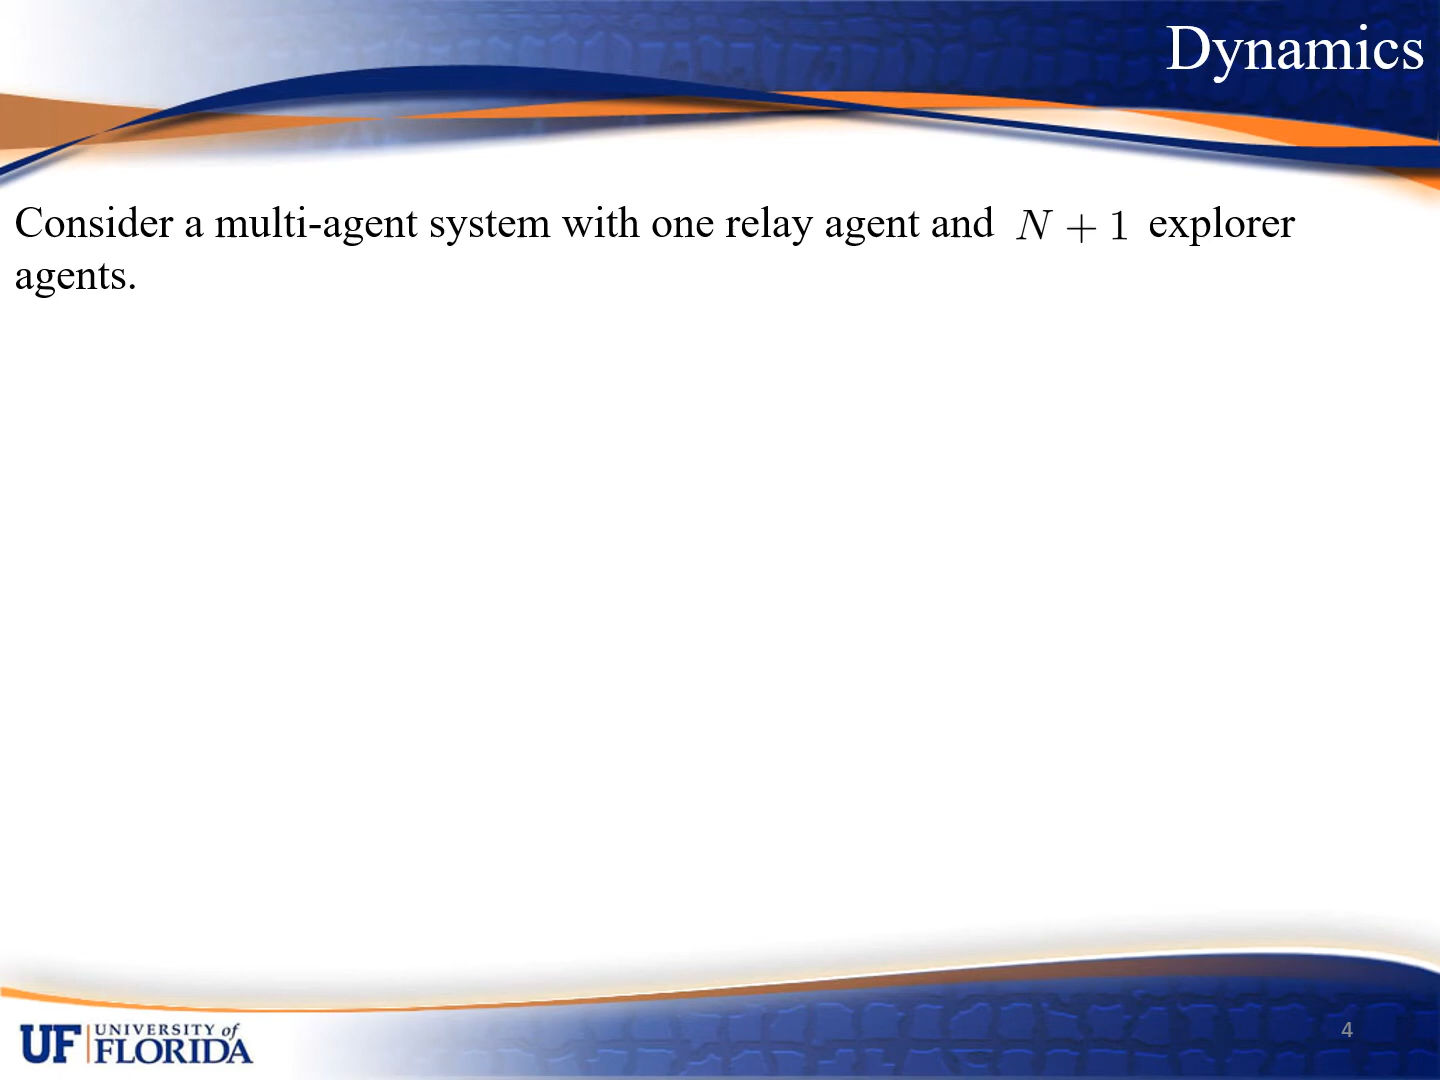 Dynamics
Consider a multi-agent system with one relay agent and N + 1 explorer
agents.
UF UNIVERSITY of
FLORIDA
4